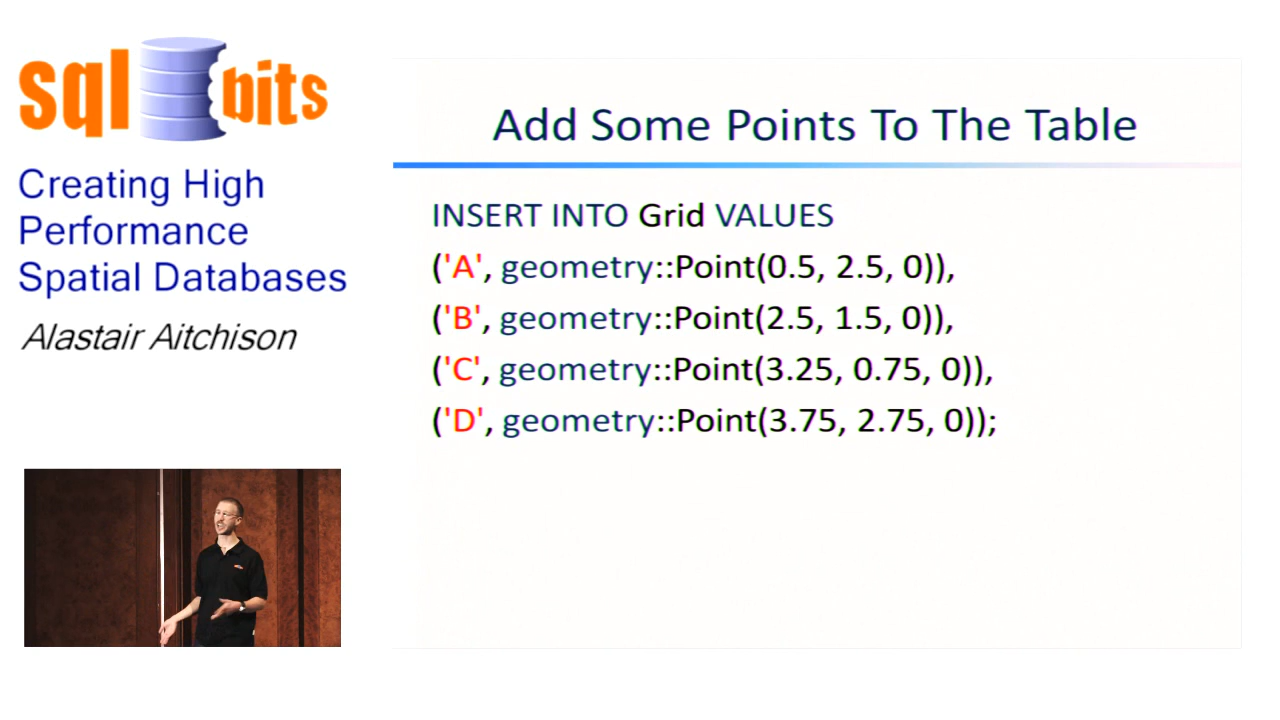 sql bits
Creating High
Performance
Spatial Databases
Alastair Aitchison
Add Some Points To The Table
INSERT INTO Grid VALUES
('A', geometry::Point(0.5, 2.5, 0)),
('B', geometry::Point(2.5, 1.5, 0)),
('C', geometry::Point(3.25, 0.75, 0)),
('D', geometry::Point(3.75, 2.75, 0));